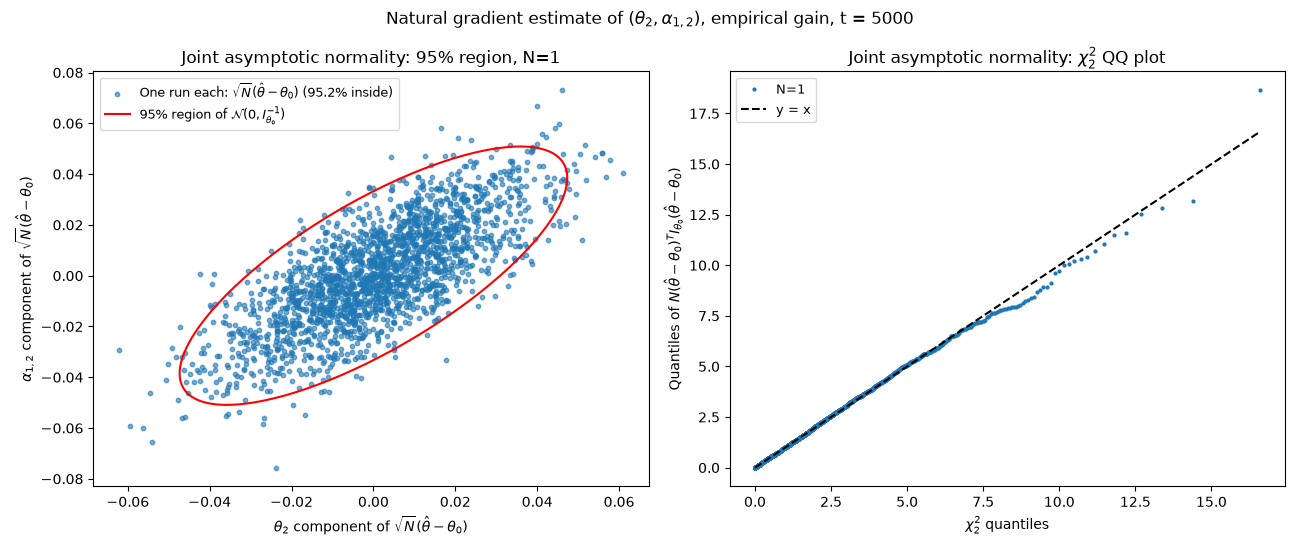 Natural gradient estimate of (θ₂, α₁,₂), empirical gain, t = 5000
Joint asymptotic normality: 95% region, N=1
One run each: √N(θ̂ − θ₀) (95.2% inside)
95% region of 𝒩(0, I_θ₀⁻¹)
α₁,₂ component of √N(θ̂ − θ₀)
0.08
0.06
0.04
0.02
0.00
−0.02
−0.04
−0.06
−0.08
−0.06
−0.04
−0.02
0.00
0.02
0.04
0.06
θ₂ component of √N(θ̂ − θ₀)
Joint asymptotic normality: χ₂² QQ plot
N=1
y = x
Quantiles of N(θ̂ − θ₀)ᵀI_θ₀(θ̂ − θ₀)
17.5
15.0
12.5
10.0
7.5
5.0
2.5
0.0
0.0
2.5
5.0
7.5
10.0
12.5
15.0
χ₂² quantiles